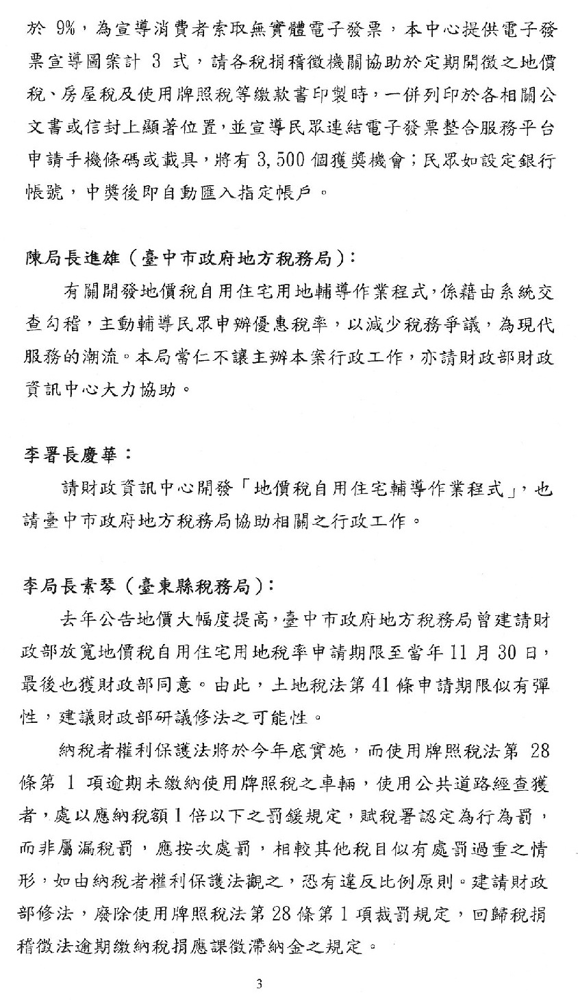 於 9%，為宣導消費者索取無實體電子發票，本中心提供電子發
票宣導圖案計 3 式，請各稅捐稽徵機關協助於定期開徵之地價
稅、房屋稅及使用牌照稅等繳款書印製時，一併列印於各相關公
文書或信封上顯著位置，並宣導民眾連結電子發票整合服務平台
申請手機條碼或載具，將有 3,500 個獲獎機會；民眾如設定銀行
帳號，中獎後即自動匯入指定帳戶。
陳局長進雄（臺中市政府地方稅務局）：
有關開發地價稅自用住宅用地輔導作業程式，係藉由系統交
查勾稽，主動輔導民眾申辦優惠稅率，以減少稅務爭議，為現代
服務的潮流。本局當仁不讓主辦本案行政工作，亦請財政部財政
資訊中心大力協助。
李署長慶華：
請財政資訊中心開發「地價稅自用住宅輔導作業程式」，也
請臺中市政府地方稅務局協助相關之行政工作。
李局長素琴（臺東縣稅務局）：
去年公告地價大幅度提高，臺中市政府地方稅務局曾建請財
政部放寬地價稅自用住宅用地稅率申請期限至當年 11 月 30 日，
最後也獲財政部同意。由此，土地稅法第 41 條申請期限似有彈
性，建議財政部研議修法之可能性。
納稅者權利保護法將於今年底實施，而使用牌照稅法第 28
條第 1 項逾期未繳納使用牌照稅之車輛，使用公共道路經查獲
者，處以應納稅額 1 倍以下之罰鍰規定，賦稅署認定為行為罰，
而非屬漏稅罰，應按次處罰，相較其他稅目似有處罰過重之情
形，如由納稅者權利保護法觀之，恐有違反比例原則。建請財政
部修法，廢除使用牌照稅法第 28 條第 1 項裁罰規定，回歸稅捐
稽徵法逾期繳納稅捐應課徵滯納金之規定。
3